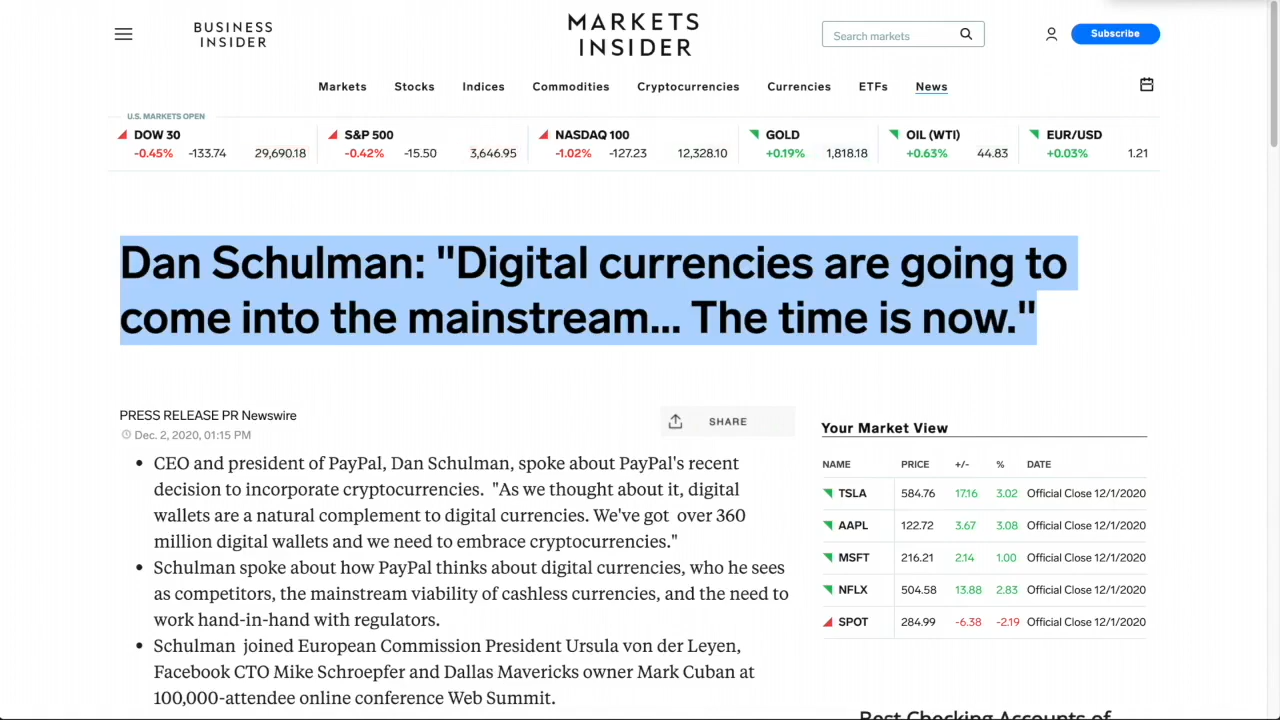 BUSINESS
INSIDER
MARKETS
INSIDER
Search markets
Subscribe
Markets Stocks Indices Commodities Cryptocurrencies Currencies ETFs News
U.S. MARKETS OPEN
DOW 30 S&P 500 NASDAQ 100 GOLD OIL (WTI) EUR/USD
-0.45% -133.74 29,690.18 -0.42% -15.50 3,646.95 -1.02% -127.23 12,328.10 +0.19% 1,818.18 +0.63% 44.83 +0.03% 1.21
Dan Schulman: "Digital currencies are going to
come into the mainstream... The time is now."
PRESS RELEASE PR Newswire
Dec. 2, 2020, 01:15 PM
SHARE
CEO and president of PayPal, Dan Schulman, spoke about PayPal's recent
decision to incorporate cryptocurrencies. "As we thought about it, digital
wallets are a natural complement to digital currencies. We've got over 360
million digital wallets and we need to embrace cryptocurrencies."
Schulman spoke about how PayPal thinks about digital currencies, who he sees
as competitors, the mainstream viability of cashless currencies, and the need to
work hand-in-hand with regulators.
Schulman joined European Commission President Ursula von der Leyen,
Facebook CTO Mike Schroepfer and Dallas Mavericks owner Mark Cuban at
100,000-attendee online conference Web Summit.
Your Market View
NAME PRICE +/- % DATE
TSLA 584.76 17.16 3.02 Official Close 12/1/2020
AAPL 122.72 3.67 3.08 Official Close 12/1/2020
MSFT 216.21 2.14 1.00 Official Close 12/1/2020
NFLX 504.58 13.88 2.83 Official Close 12/1/2020
SPOT 284.99 -6.38 -2.19 Official Close 12/1/2020
Best Checking Accounts of